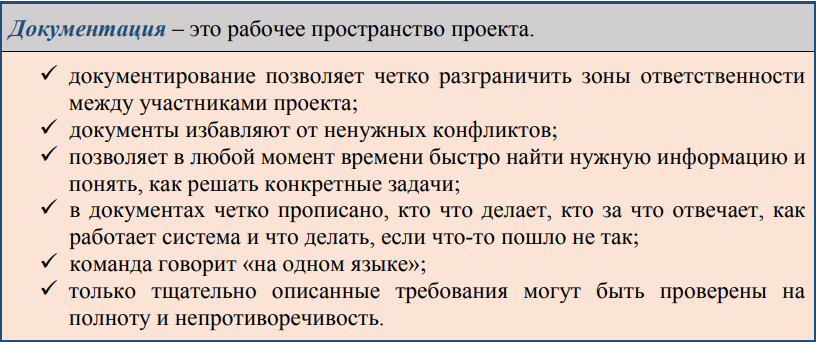 Документация – это рабочее пространство проекта.
✓ документирование позволяет четко разграничить зоны ответственности
между участниками проекта;
✓ документы избавляют от ненужных конфликтов;
✓ позволяет в любой момент времени быстро найти нужную информацию и
понять, как решать конкретные задачи;
✓ в документах четко прописано, кто что делает, кто за что отвечает, как
работает система и что делать, если что-то пошло не так;
✓ команда говорит «на одном языке»;
✓ только тщательно описанные требования могут быть проверены на
полноту и непротиворечивость.